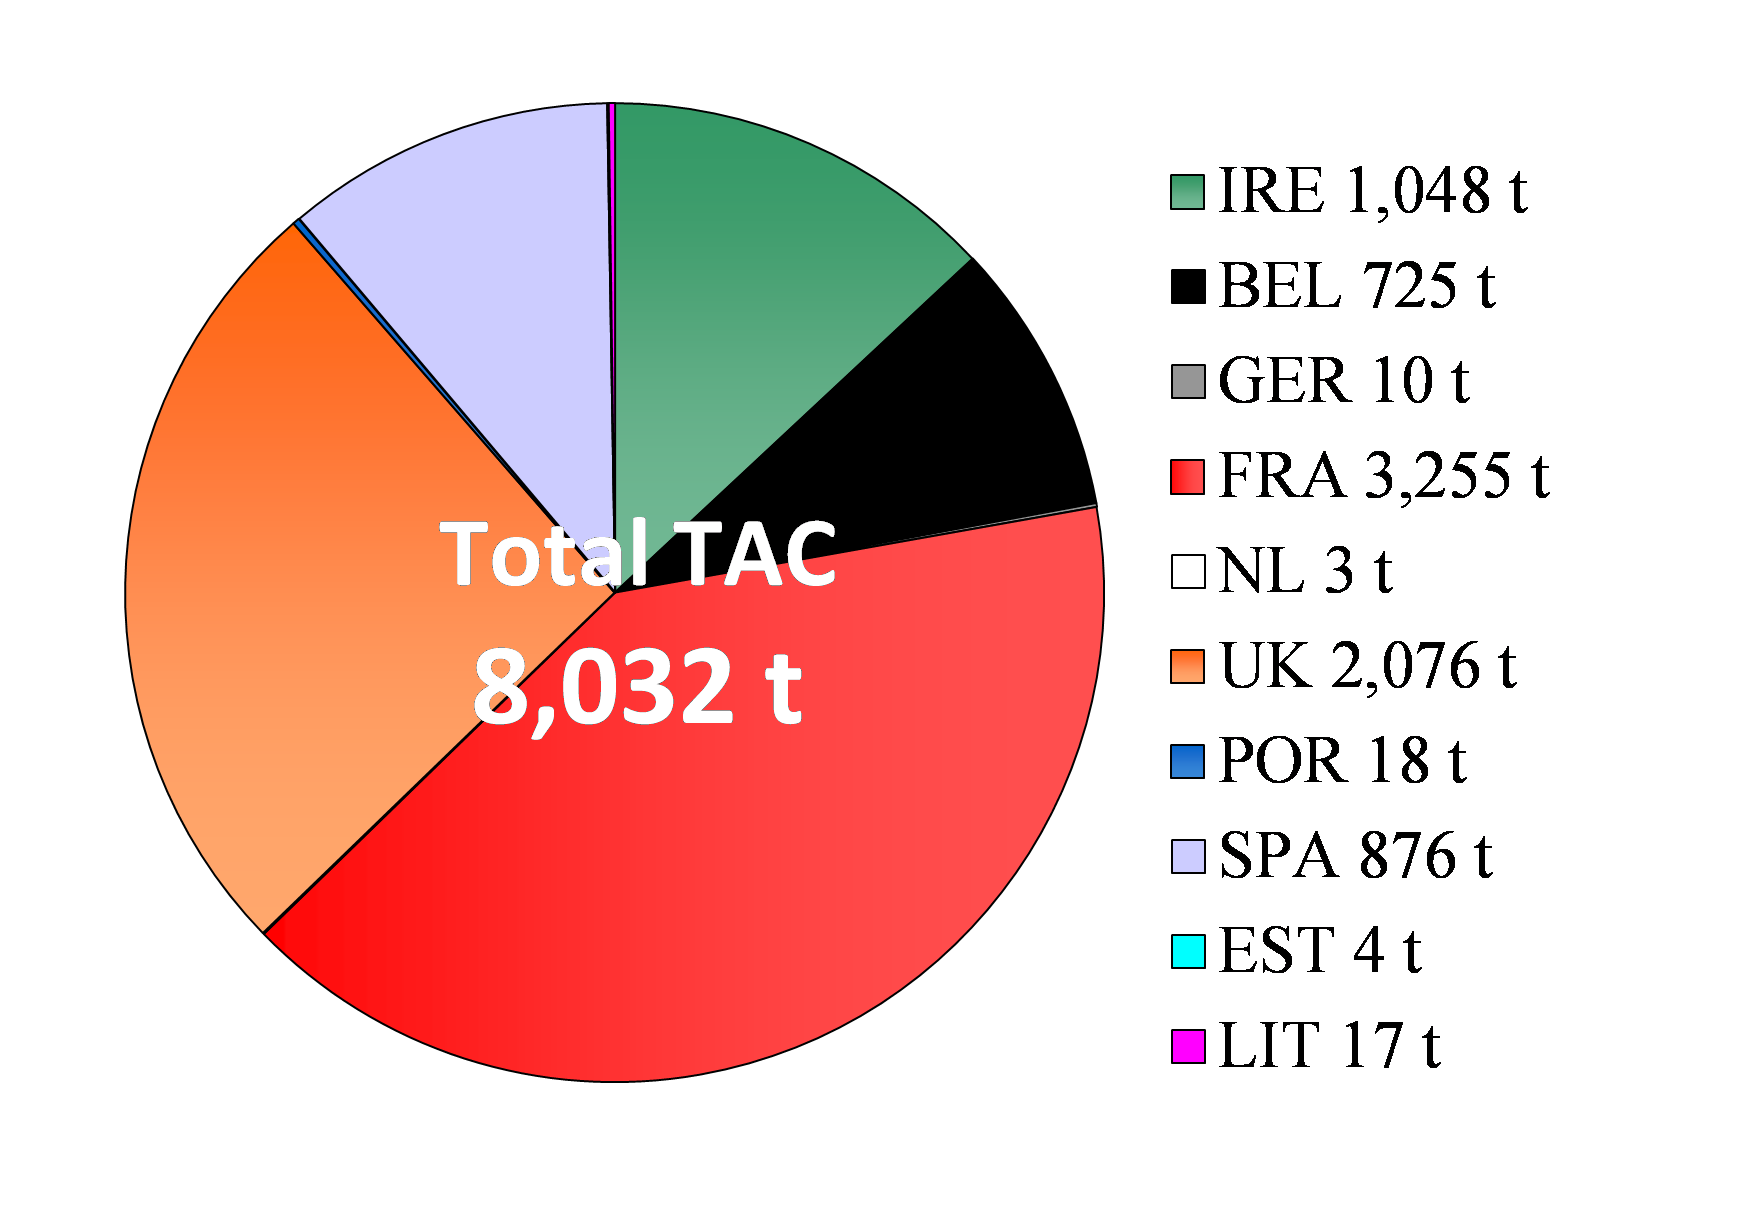 Total TAC
8,032 t
IRE 1,048 t
BEL 725 t
GER 10 t
FRA 3,255 t
NL 3 t
UK 2,076 t
POR 18 t
SPA 876 t
EST 4 t
LIT 17 t